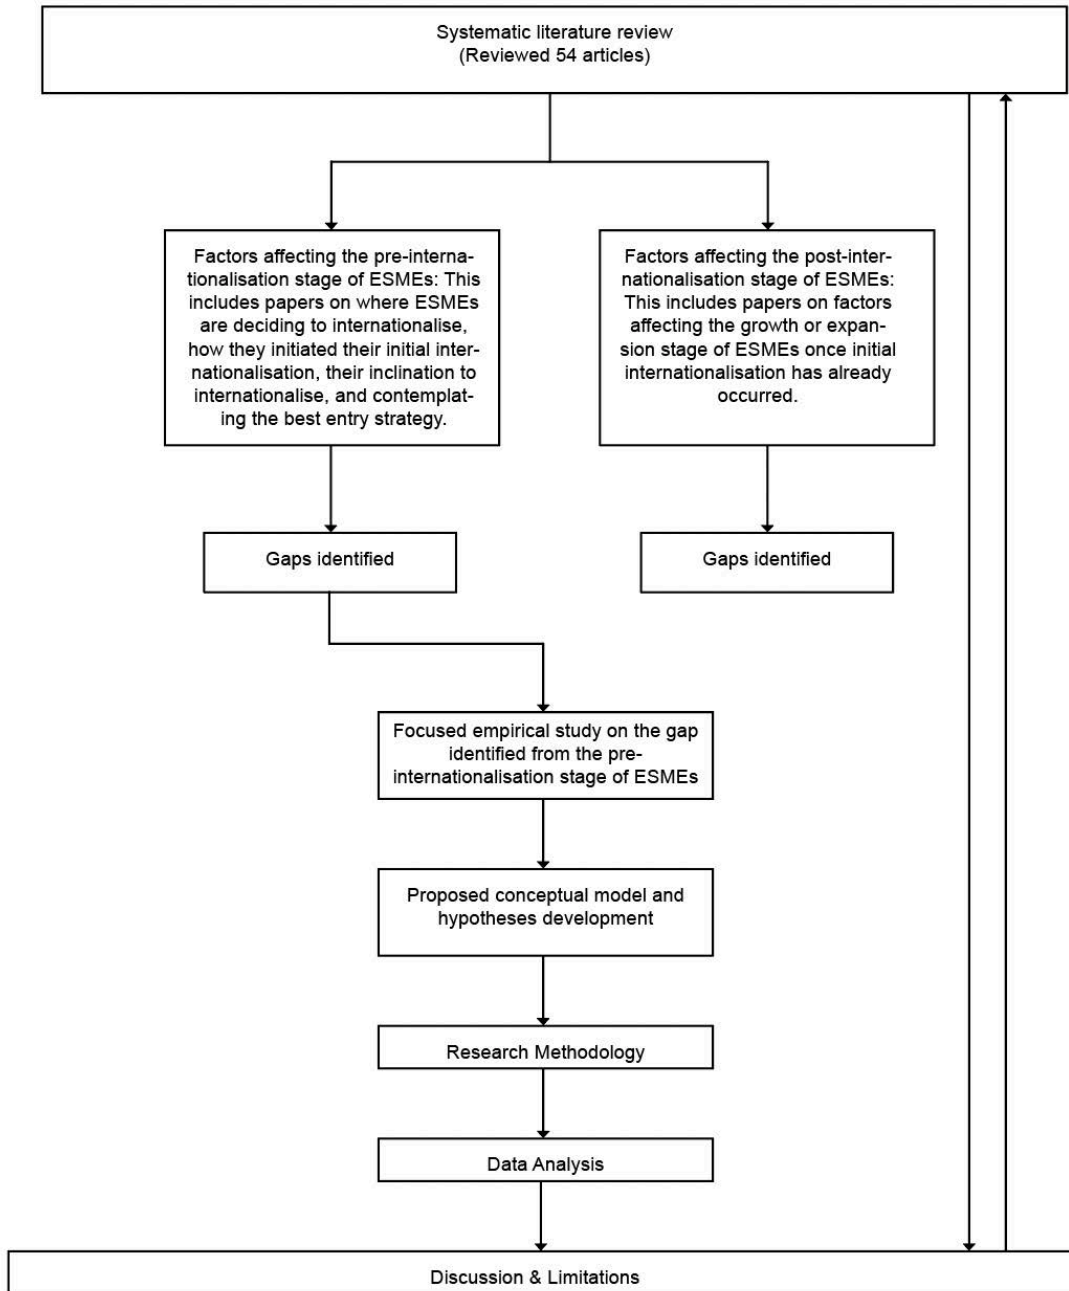 Systematic literature review
(Reviewed 54 articles)
Factors affecting the pre-interna-
tionalisation stage of ESMEs: This
includes papers on where ESMEs
are deciding to internalise,
how they initiated their initial inter-
nationalisation, their inclination to
internationalise, and contemplat-
ing the best entry strategy.
Factors affecting the post-inter-
nationalisation stage of ESMEs:
This includes papers on factors
affecting the growth or expan-
sion stage of ESMEs once initial
internationalisation has already
occurred.
Gaps identified
Gaps identified
Focused empirical study on the gap
identified from the pre-
internationalisation stage of ESMEs
Proposed conceptual model and
hypotheses development
Research Methodology
Data Analysis
Discussion & Limitations